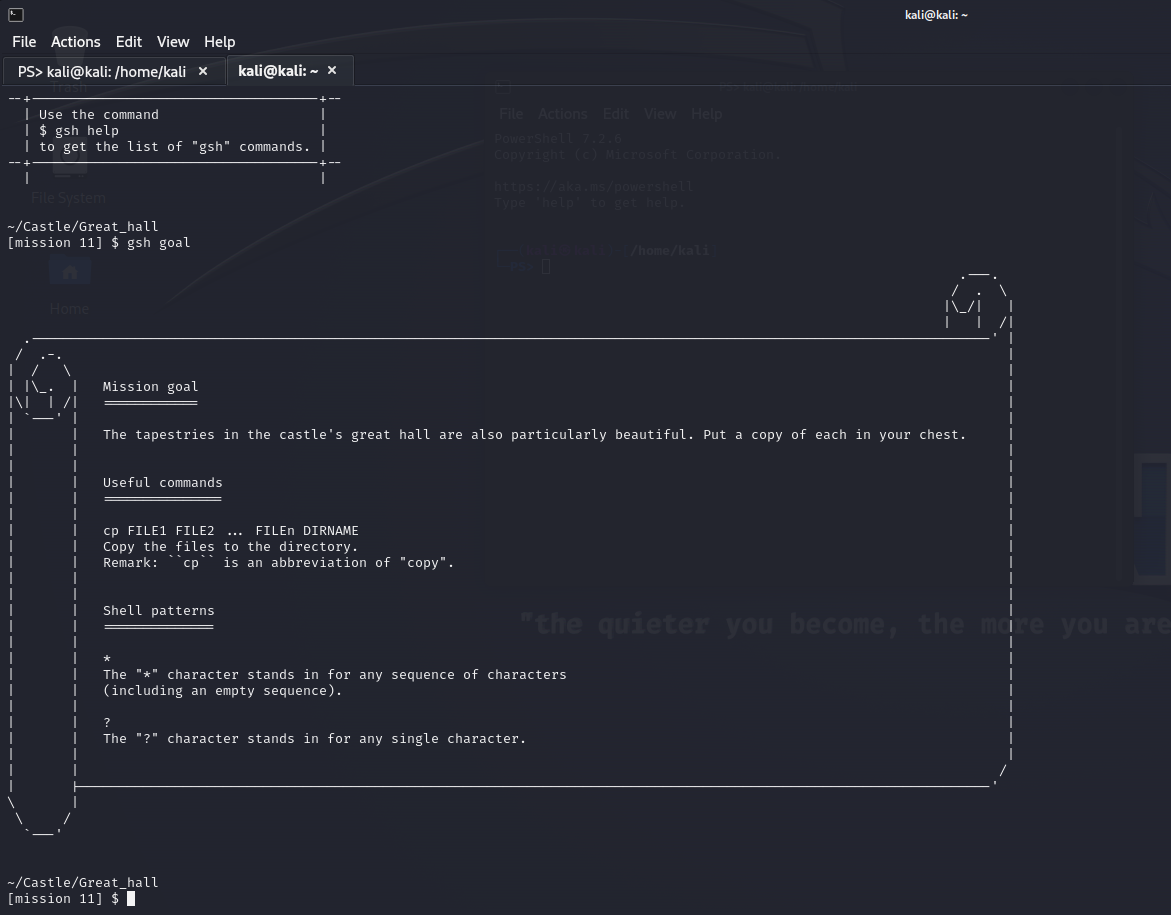 kali@kali: ~
File Actions Edit View Help
PS> kali@kali: /home/kali × kali@kali: ~ ×
Trash
File Actions Edit View Help
Use the command
$ gsh help
to get the list of "gsh" commands.
PowerShell 7.2.6
Copyright (c) Microsoft Corporation.
https://aka.ms/powershell
Type 'help' to get help.
File System
~/Castle/Great_hall
[mission 11] $ gsh goal
/home/kali
Home
Mission goal
============
The tapestries in the castle's great hall are also particularly beautiful. Put a copy of each in your chest.
Useful commands
===============
cp FILE1 FILE2 ... FILEn DIRNAME
Copy the files to the directory.
Remark: ``cp`` is an abbreviation of "copy".
Shell patterns
==============
"the quieter you become, the more you are
*
The "*" character stands in for any sequence of characters
(including an empty sequence).
?
The "?" character stands in for any single character.
~/Castle/Great_hall
[mission 11] $